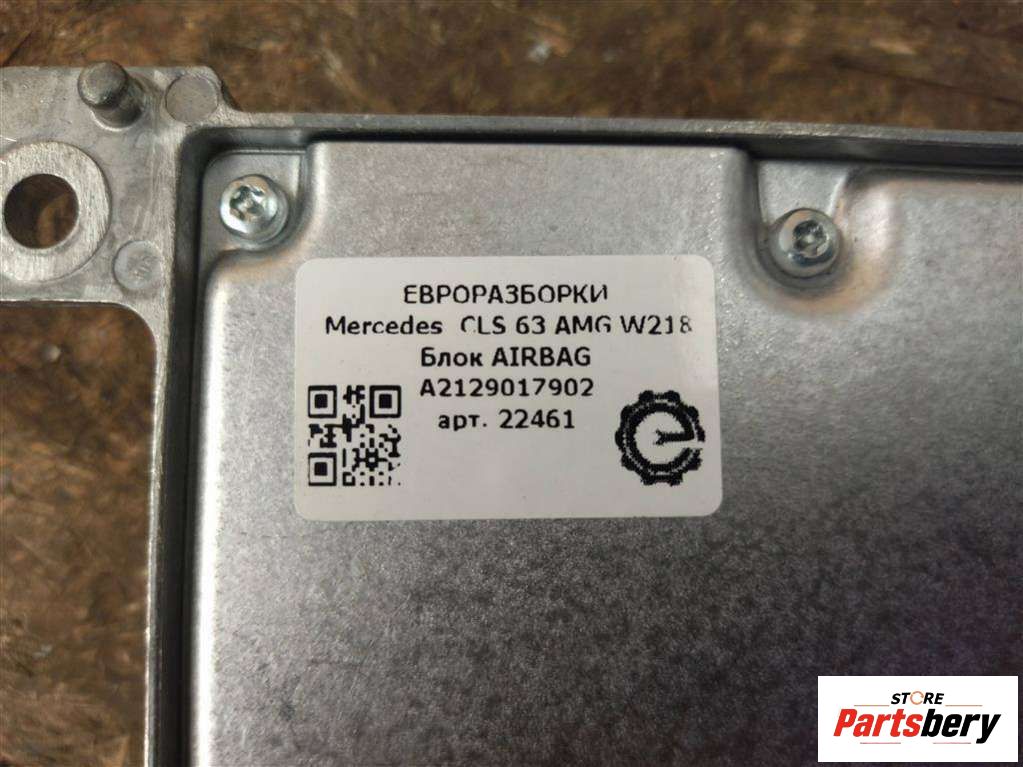 ЕВРОРАЗБОРКИ
Mercedes CLS 63 AMG W218
Блок AIRBAG
A2129017902
арт. 22461
STORE
Partsbery